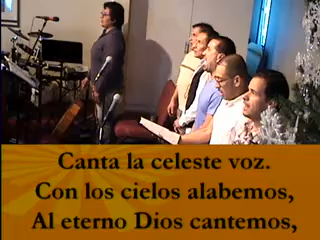 Canta la celeste voz.
Con los cielos alabemos,
Al eterno Dios cantemos,